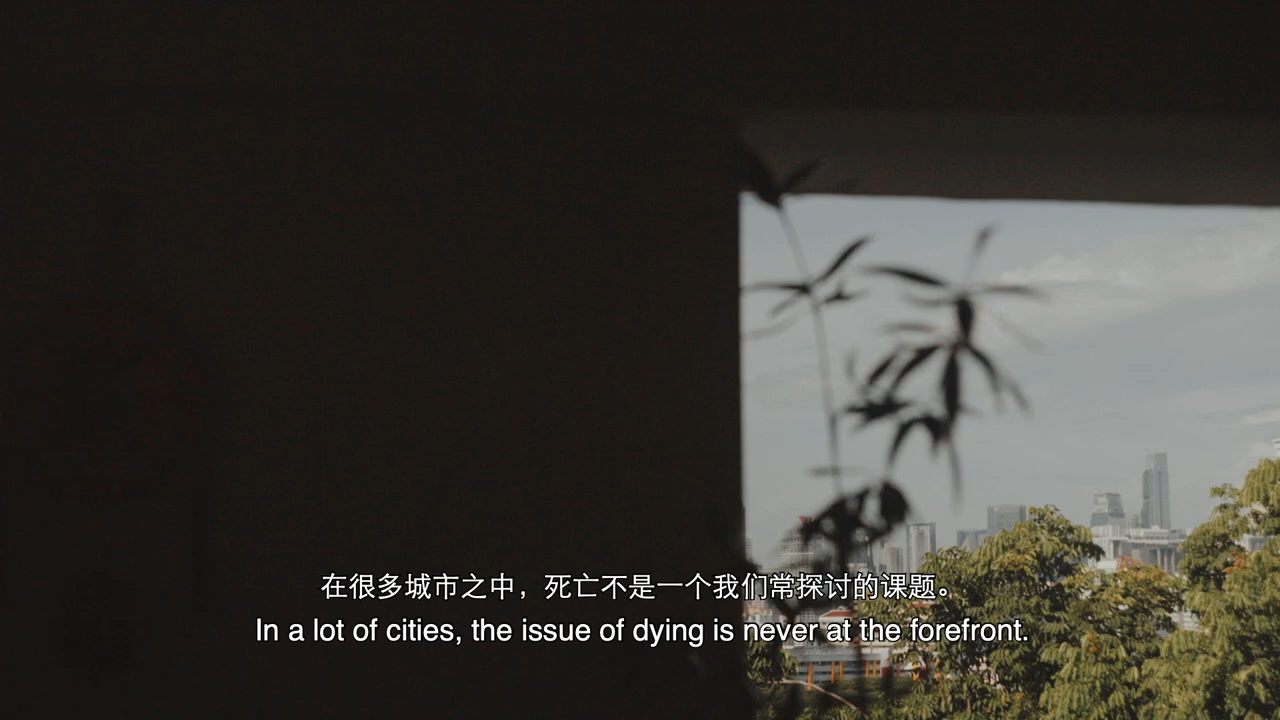 在很多城市之中，死亡不是一个我们常探讨的课题。
In a lot of cities, the issue of dying is never at the forefront.